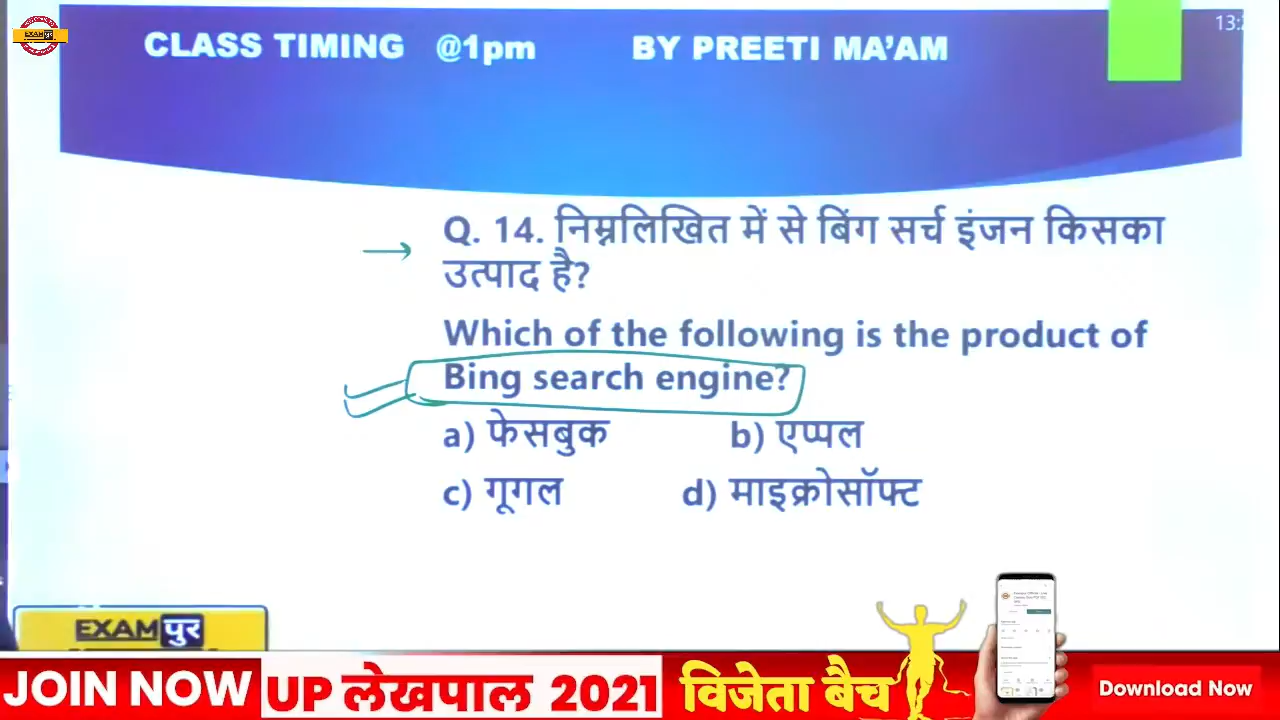 EXAMपुर
CLASS TIMING @1pm BY PREETI MA'AM
Q. 14. निम्नलिखित में से बिंग सर्च इंजन किसका
उत्पाद है?
Which of the following is the product of
Bing search engine?
a) फेसबुक b) एप्पल
c) गूगल d) माइक्रोसॉफ्ट
EXAMपुर
JOIN NOW UP लेखपाल 2021 विजेता बैच Download Now